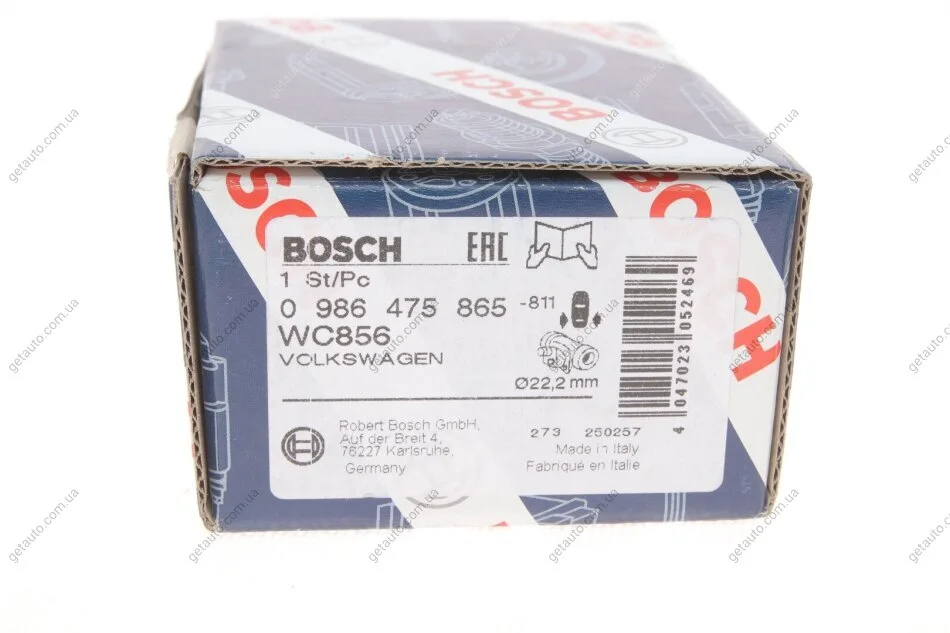 BOSCH
BOSCH
BOSCH EAC
1 St/Pc
0 986 475 865 -811
WC856
VOLKSWAGEN
Ø22,2 mm
4 047023 052469
Robert Bosch GmbH,
Auf der Breit 4,
76227 Karlsruhe,
Germany
273 250257
Made in Italy
Fabriqué en Italie
getauto.com.ua